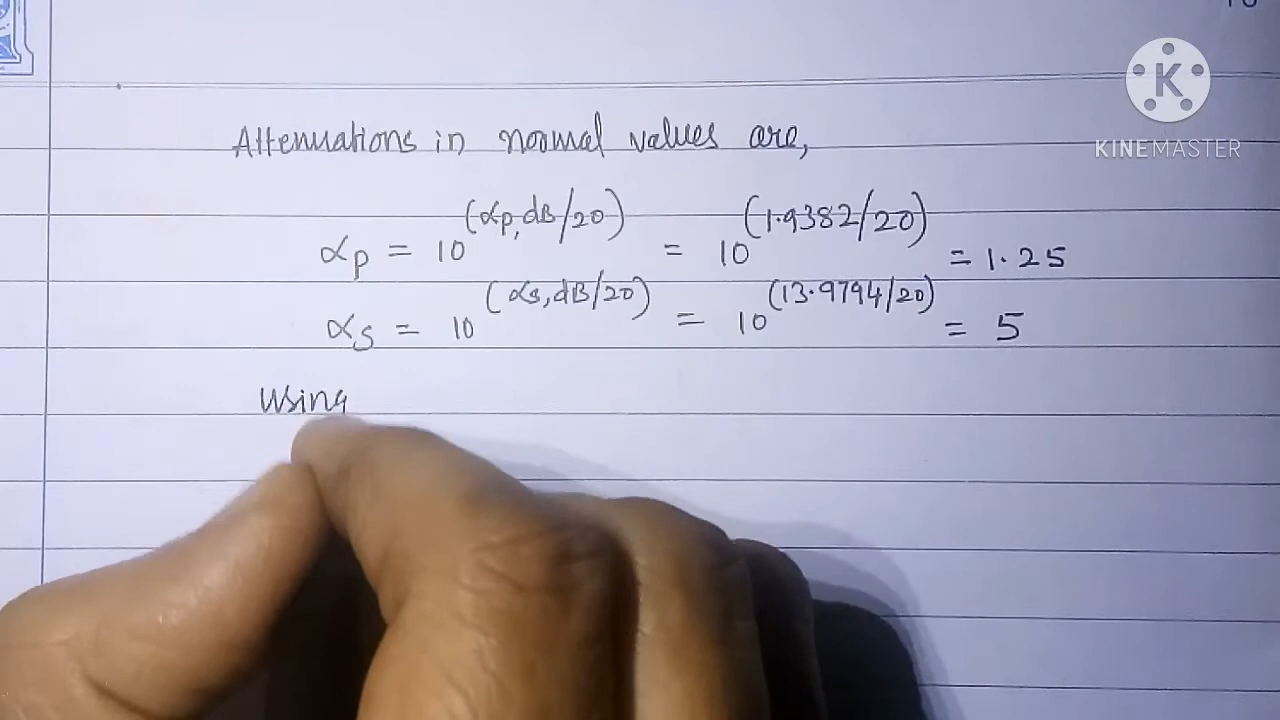 Attenuations in normal values are,
αp = 10^(αp,dB/20) = 10^(1.9382/20) = 1.25
αs = 10^(αs,dB/20) = 10^(13.9794/20) = 5
Using
K
KINEMASTER